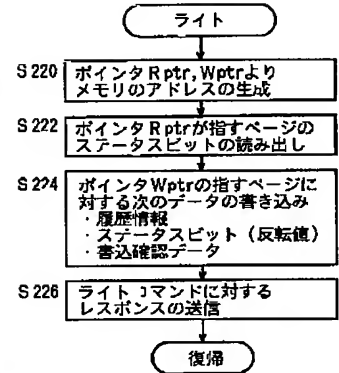 ライト
S220
ポインタRptr,Wptrより
メモリのアドレスの生成
S222
ポインタRptrが指すページの
ステータスビットの読み出し
S224
ポインタWptrの指すページに
対する次のデータの書き込み
・履歴情報
・ステータスビット(反転値)
・書込確認データ
S226
ライトコマンドに対する
レスポンスの送信
復帰